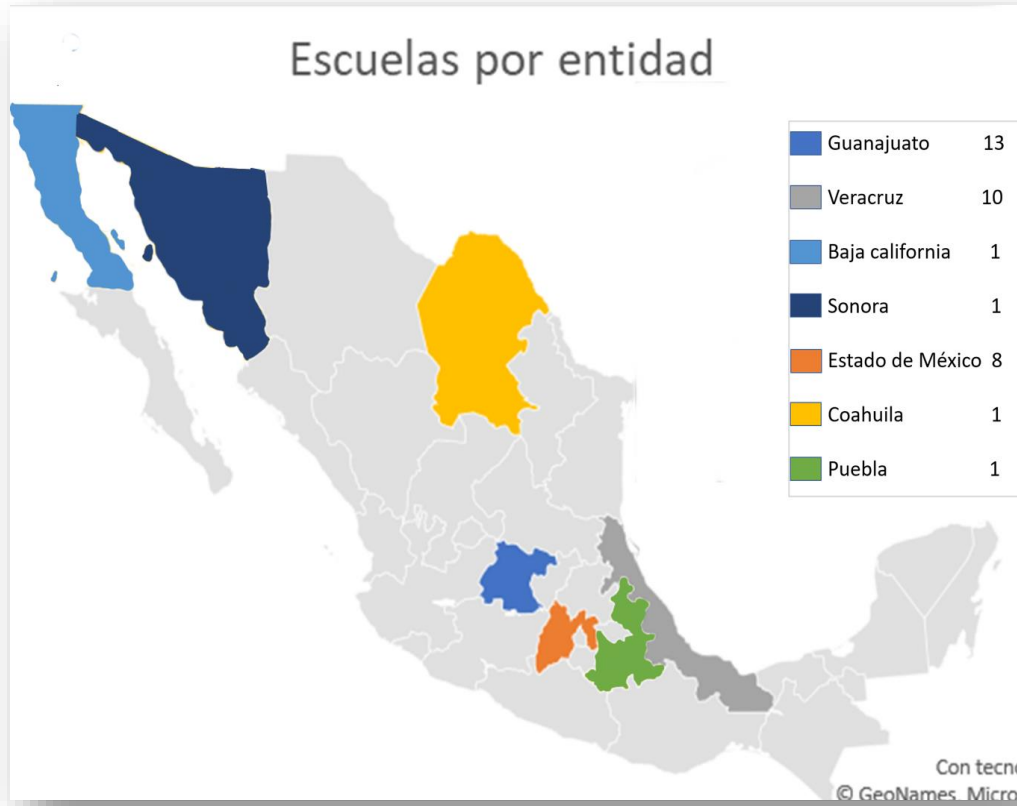 Escuelas por entidad
Guanajuato 13
Veracruz 10
Baja california 1
Sonora 1
Estado de México 8
Coahuila 1
Puebla 1
Con tecno
© GeoNames, Micro